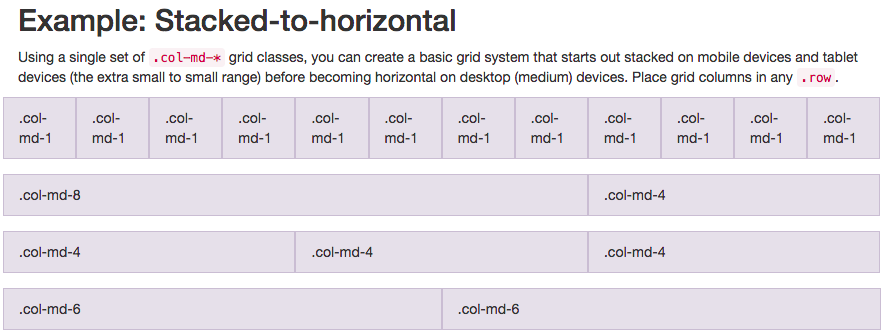 Example: Stacked-to-horizontal
Using a single set of .col-md-* grid classes, you can create a basic grid system that starts out stacked on mobile devices and tablet
devices (the extra small to small range) before becoming horizontal on desktop (medium) devices. Place grid columns in any .row.
.col- .col- .col- .col- .col- .col- .col- .col- .col- .col- .col- .col-
md-1 md-1 md-1 md-1 md-1 md-1 md-1 md-1 md-1 md-1 md-1 md-1
.col-md-8 .col-md-4
.col-md-4 .col-md-4 .col-md-4
.col-md-6 .col-md-6